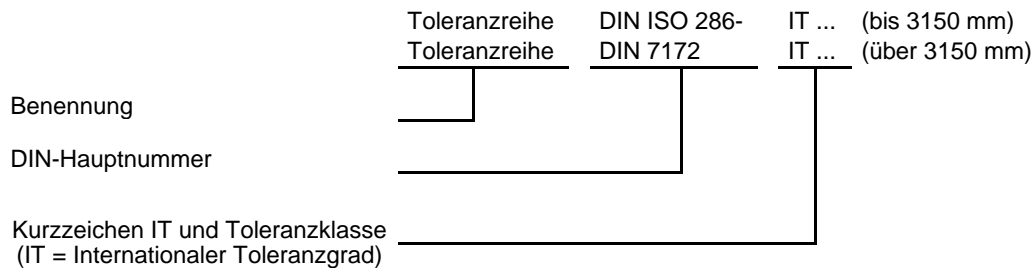 Toleranzreihe DIN ISO 286- IT ... (bis 3150 mm)
Toleranzreihe DIN 7172 IT ... (über 3150 mm)
Benennung
DIN-Hauptnummer
Kurzzeichen IT und Toleranzklasse
(IT = Internationaler Toleranzgrad)